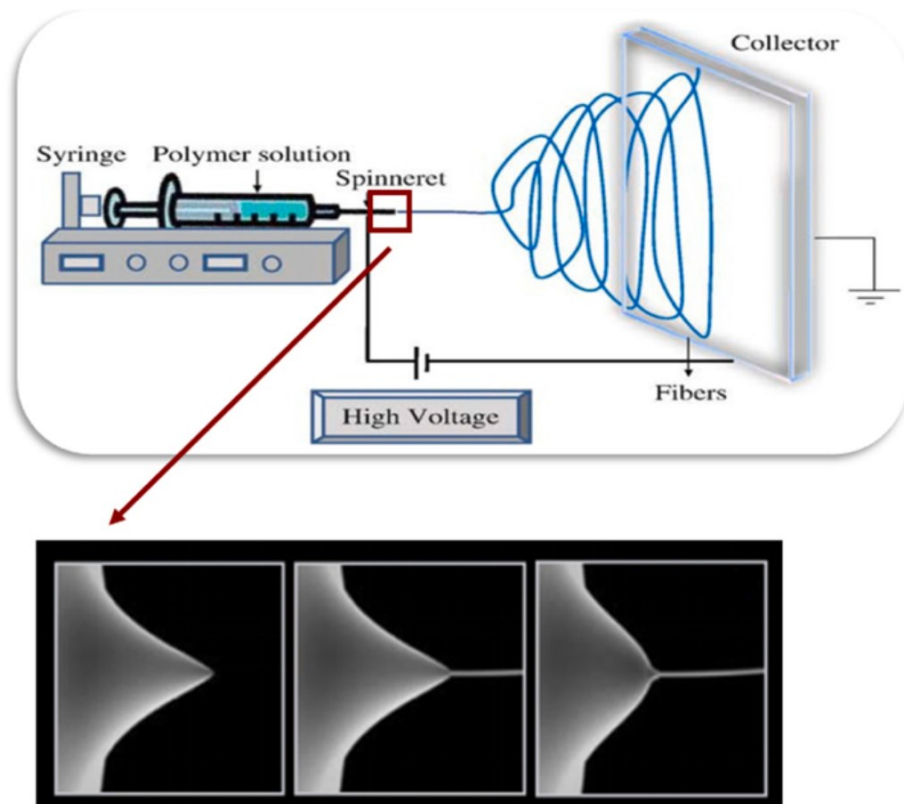 Collector
Syringe
Polymer solution
Spinneret
Fibers
High Voltage